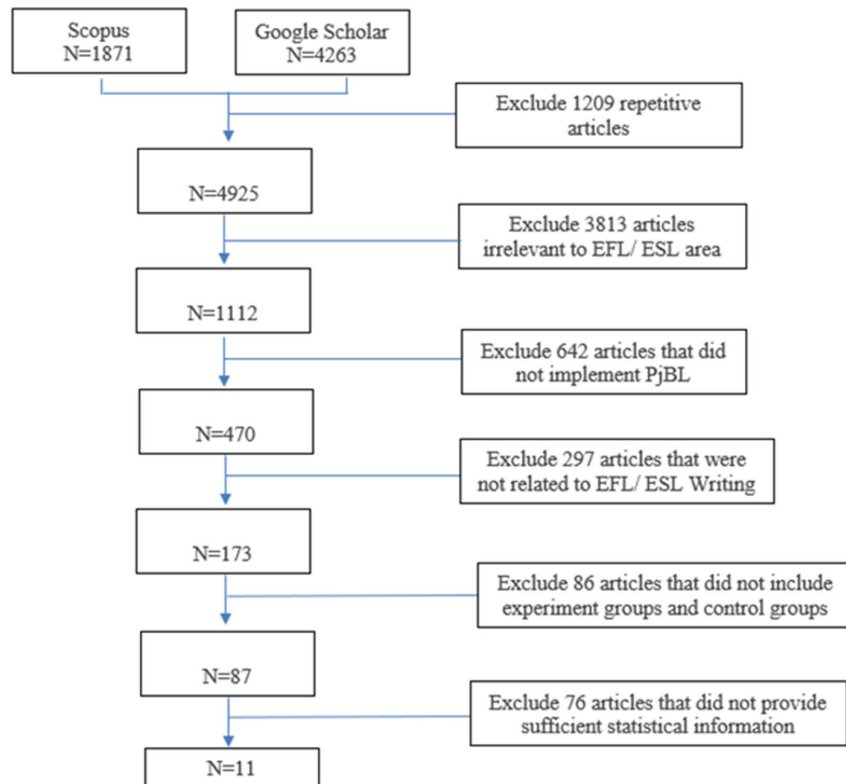 Scopus
N=1871
Google Scholar
N=4263
Exclude 1209 repetitive
articles
N=4925
Exclude 3813 articles
irrelevant to EFL/ ESL area
N=1112
Exclude 642 articles that did
not implement PjBL
N=470
Exclude 297 articles that were
not related to EFL/ ESL Writing
N=173
Exclude 86 articles that did not include
experiment groups and control groups
N=87
Exclude 76 articles that did not provide
sufficient statistical information
N=11